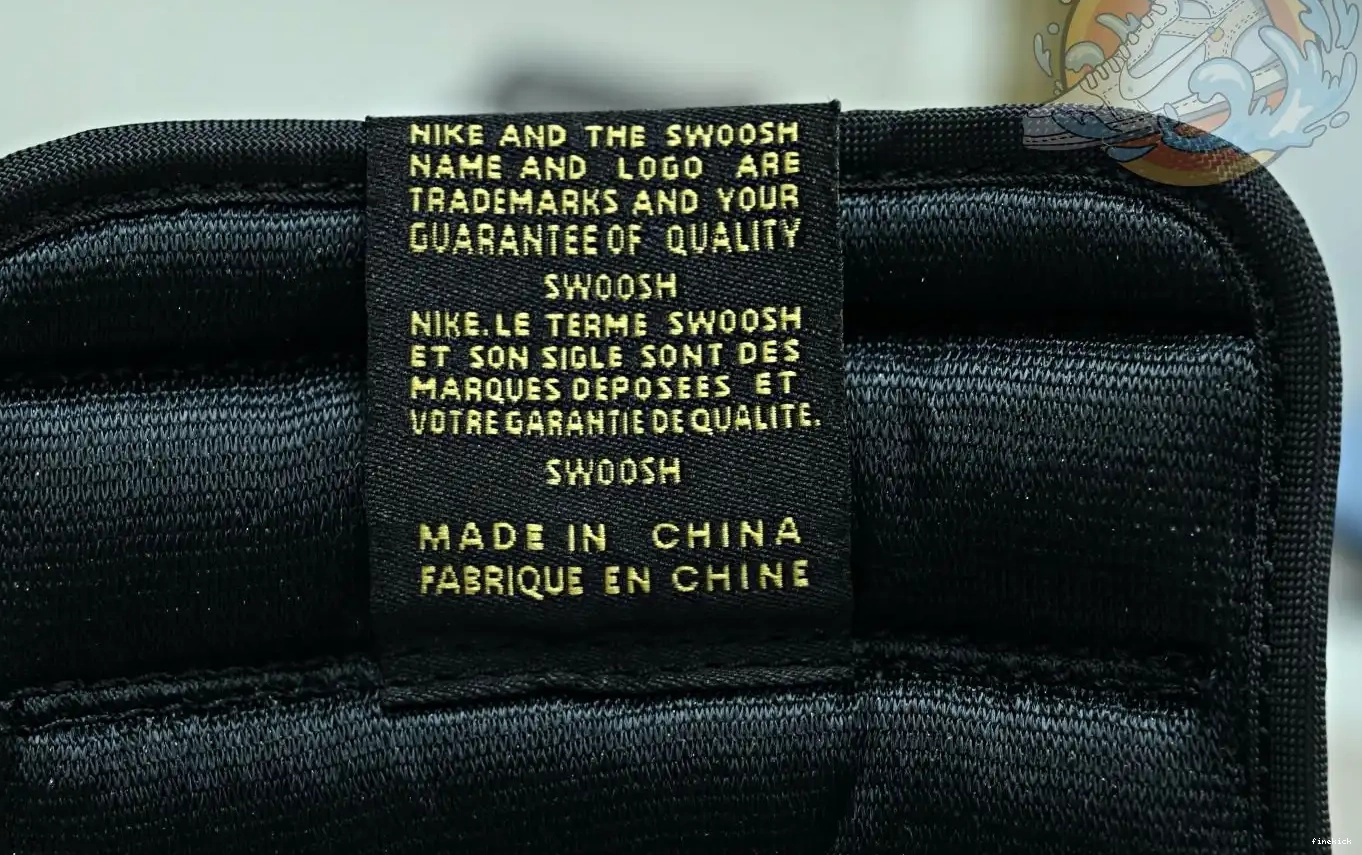 NIKE AND THE SWOOSH
NAME AND LOGO ARE
TRADEMARKS AND YOUR
GUARANTEE OF QUALITY
SWOOSH
NIKE.LE TERME SWOOSH
ET SON SIGLE SONT DES
MARQUES DEPOSEES ET
VOTRE GARANTIE DE QUALITE.
SWOOSH
MADE IN CHINA
FABRIQUE EN CHINE
finekick